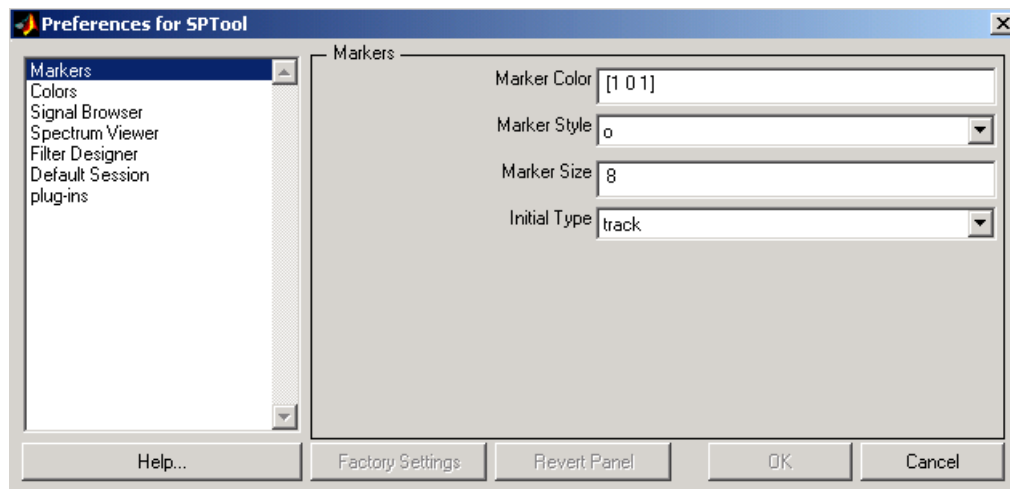 Preferences for SPTool
Markers
Colors
Signal Browser
Spectrum Viewer
Filter Designer
Default Session
plug-ins
Markers
Marker Color [1 0 1]
Marker Style o
Marker Size 8
Initial Type track
Help... Factory Settings Revert Panel OK Cancel